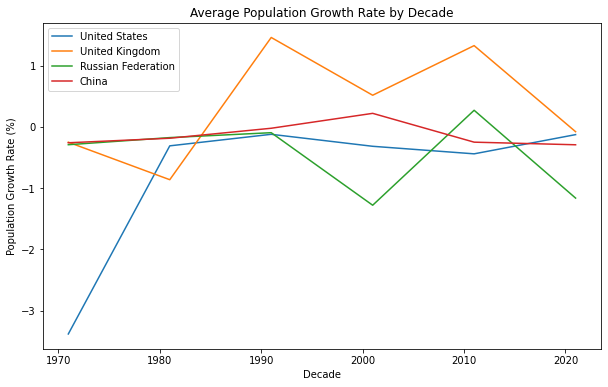 Average Population Growth Rate by Decade
United States
United Kingdom
Russian Federation
China
Population Growth Rate (%)
1
0
−1
−2
−3
1970 1980 1990 2000 2010 2020
Decade